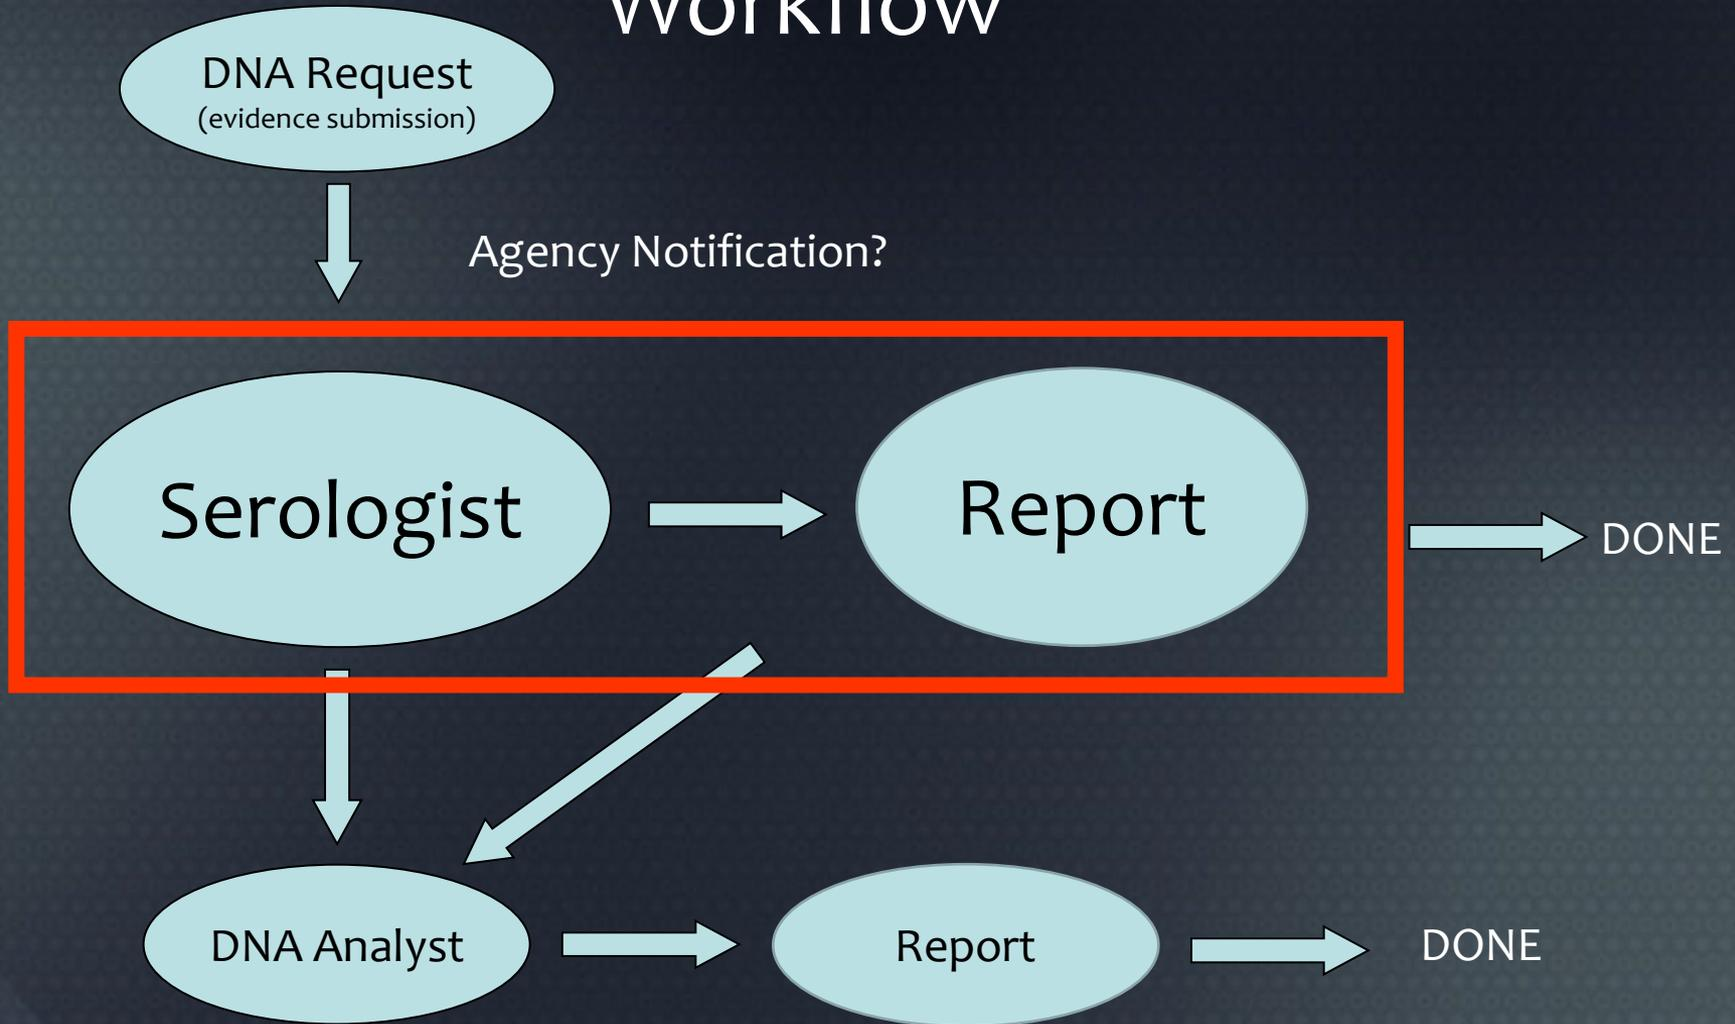 Workflow
DNA Request
(evidence submission)
Agency Notification?
Serologist
Report
DONE
DNA Analyst
Report
DONE